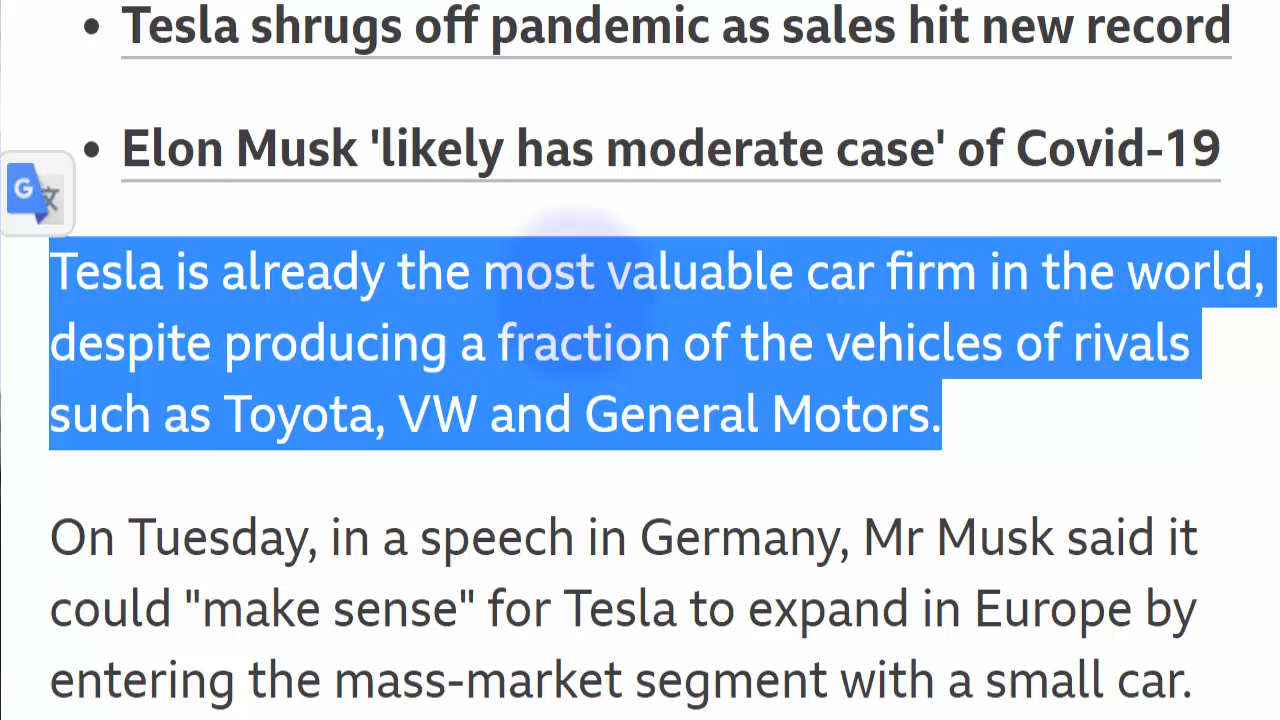 • Tesla shrugs off pandemic as sales hit new record
• Elon Musk 'likely has moderate case' of Covid-19
G 文
Tesla is already the most valuable car firm in the world,
despite producing a fraction of the vehicles of rivals
such as Toyota, VW and General Motors.
On Tuesday, in a speech in Germany, Mr Musk said it
could "make sense" for Tesla to expand in Europe by
entering the mass-market segment with a small car.